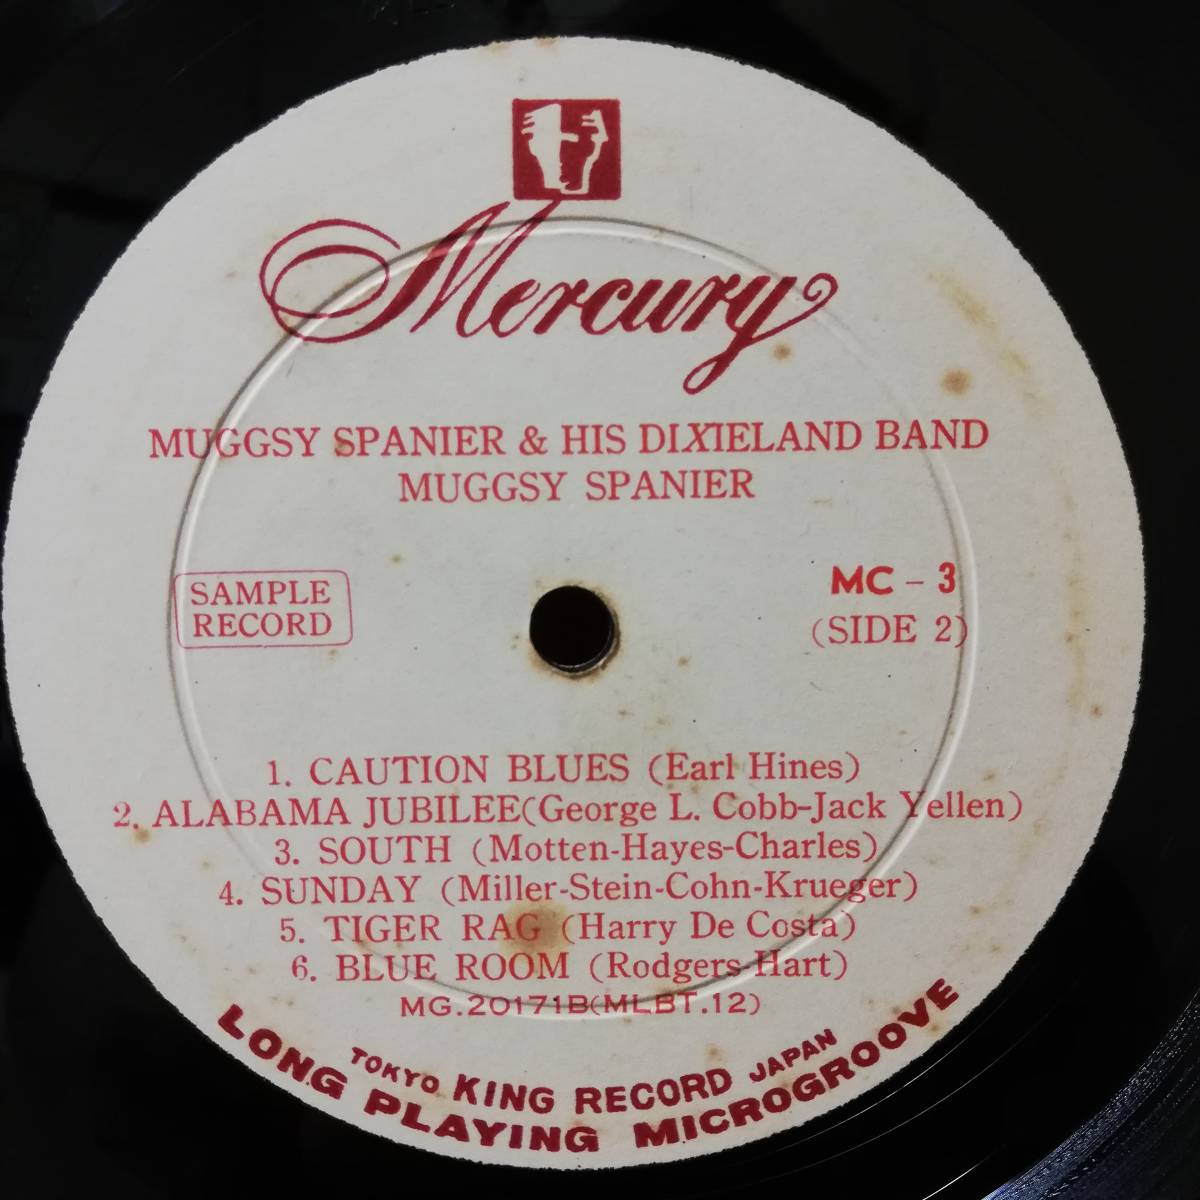 Mercury
MUGGSY SPANIER & HIS DIXIELAND BAND
MUGGSY SPANIER
SAMPLE
RECORD
MC - 3
(SIDE 2)
1. CAUTION BLUES (Earl Hines)
2. ALABAMA JUBILEE(George L. Cobb-Jack Yellen)
3. SOUTH (Motten-Hayes-Charles)
4. SUNDAY (Miller-Stein-Cohn-Krueger)
5. TIGER RAG (Harry De Costa)
6. BLUE ROOM (Rodgers-Hart)
MG.20171B(MLBT.12)
TOKYO KING RECORD JAPAN
LONG PLAYING MICROGROOVE